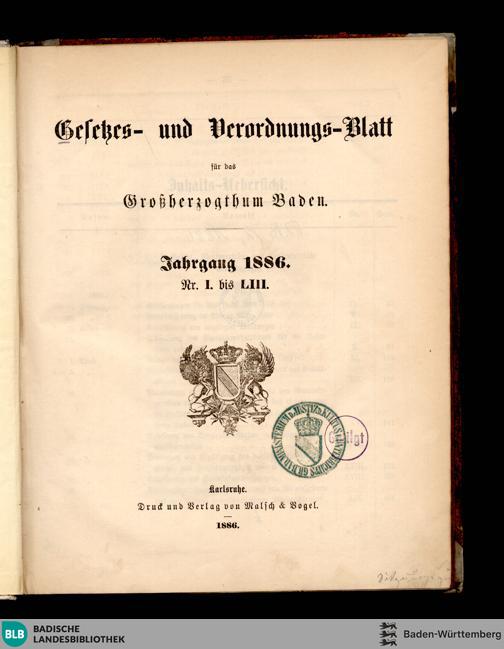 Gesetzes- und Verordnungs-Blatt
für das
Großherzogthum Baden.
Jahrgang 1886.
Nr. I. bis LIII.
Getilgt
Karlsruhe.
Druck und Verlag von Malsch & Vogel.
1886.
BLB
BADISCHE
LANDESBIBLIOTHEK
Baden-Württemberg